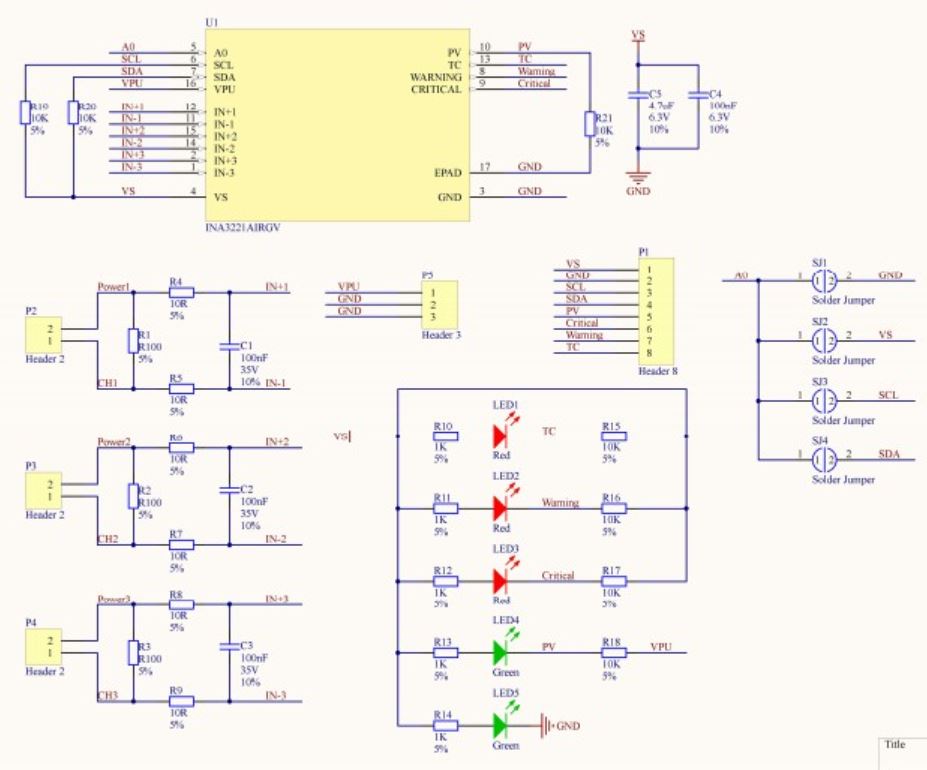 U1
A0 5 A0
SCL 6 SCL
SDA 7 SDA
VPU 16 VPU
IN+1 12 IN+1
IN-1 11 IN-1
IN+2 15 IN+2
IN-2 14 IN-2
IN+3 2 IN+3
IN-3 1 IN-3
VS 4 VS
PV 10 PV
TC 13 TC
WARNING 8 Warning
CRITICAL 9 Critical
EPAD 17 GND
GND 3 GND
INA3221AIRGV
R19
10K
5%
R20
10K
5%
R21
10K
5%
VS
C5
4.7uF
6.3V
10%
C4
100nF
6.3V
10%
GND
P2
2
1
Header 2
Power1
CH1
R4
10R
5%
R1
R100
5%
R5
10R
5%
C1
100nF
35V
10%
IN+1
IN-1
P5
VPU 1
GND 2
GND 3
Header 3
P1
VS 1
GND 2
SCL 3
SDA 4
PV 5
Critical 6
Warning 7
TC 8
Header 8
A0
SJ1
1 1 2 2 GND
Solder Jumper
SJ2
1 1 2 2 VS
Solder Jumper
SJ3
1 1 2 2 SCL
Solder Jumper
SJ4
1 1 2 2 SDA
Solder Jumper
P3
2
1
Header 2
Power2
CH2
R6
10R
5%
R2
R100
5%
R7
10R
5%
C2
100nF
35V
10%
IN+2
IN-2
P4
2
1
Header 2
Power3
CH3
R8
10R
5%
R3
R100
5%
R9
10R
5%
C3
100nF
35V
10%
IN+3
IN-3
VS
R10
1K
5%
LED1
Red
TC
R15
10K
5%
R11
1K
5%
LED2
Red
Warning
R16
10K
5%
R12
1K
5%
LED3
Red
Critical
R17
10K
5%
R13
1K
5%
LED4
Green
PV
R18
10K
5%
VPU
R14
1K
5%
LED5
Green
GND
Title